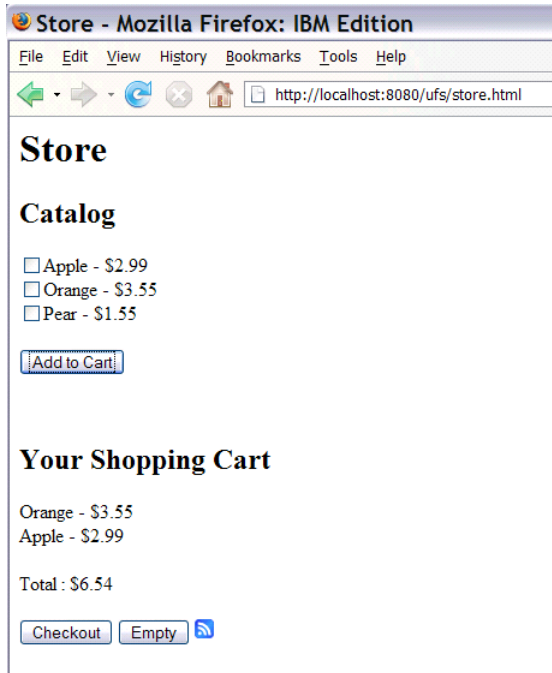 Store - Mozilla Firefox: IBM Edition
File Edit View History Bookmarks Tools Help
http://localhost:8080/ufs/store.html
Store
Catalog
Apple - $2.99
Orange - $3.55
Pear - $1.55
Add to Cart
Your Shopping Cart
Orange - $3.55
Apple - $2.99
Total : $6.54
Checkout Empty